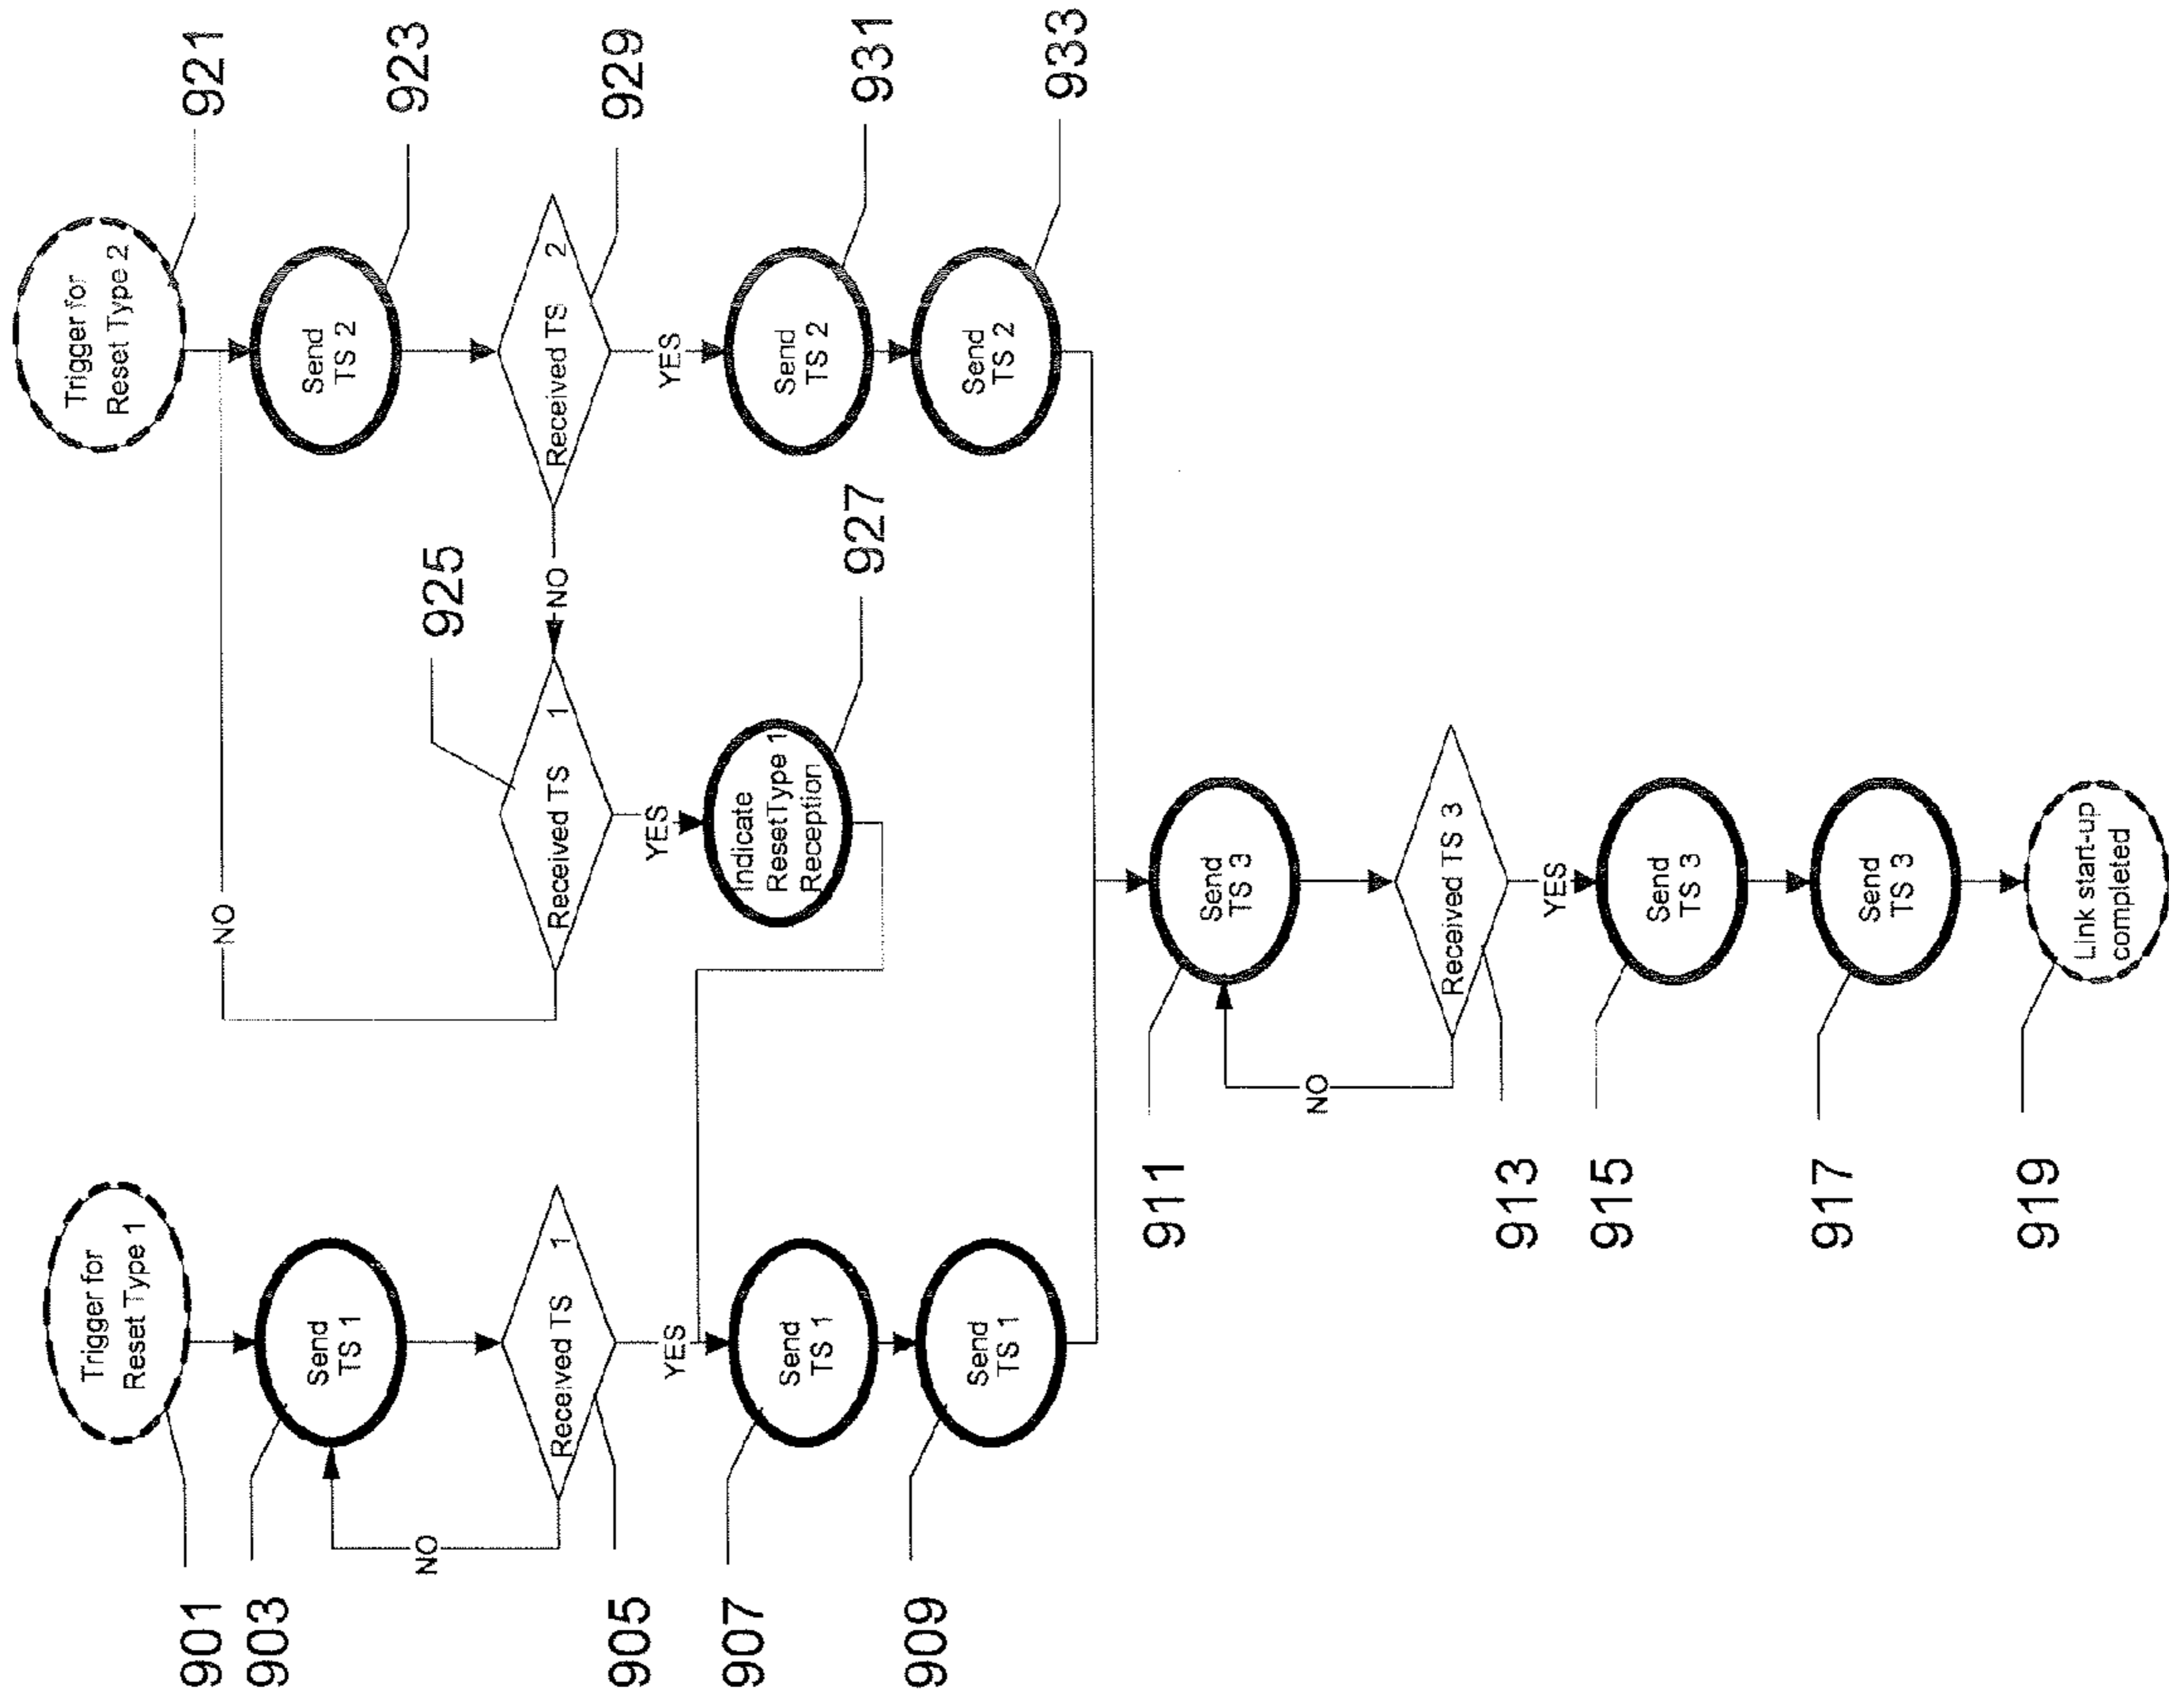 Trigger for
Reset Type 1
901
Send
TS 1
903
Received TS 1
905
NO
YES
Send
TS 1
907
Send
TS 1
909
Trigger for
Reset Type 2
921
Send
TS 2
923
Received TS 2
929
NO
YES
Received TS 1
925
NO
YES
Indicate
ResetType 1
Reception
927
Send
TS 2
931
Send
TS 2
933
Send
TS 3
911
Received TS 3
913
NO
YES
Send
TS 3
915
Send
TS 3
917
Link start-up
completed
919